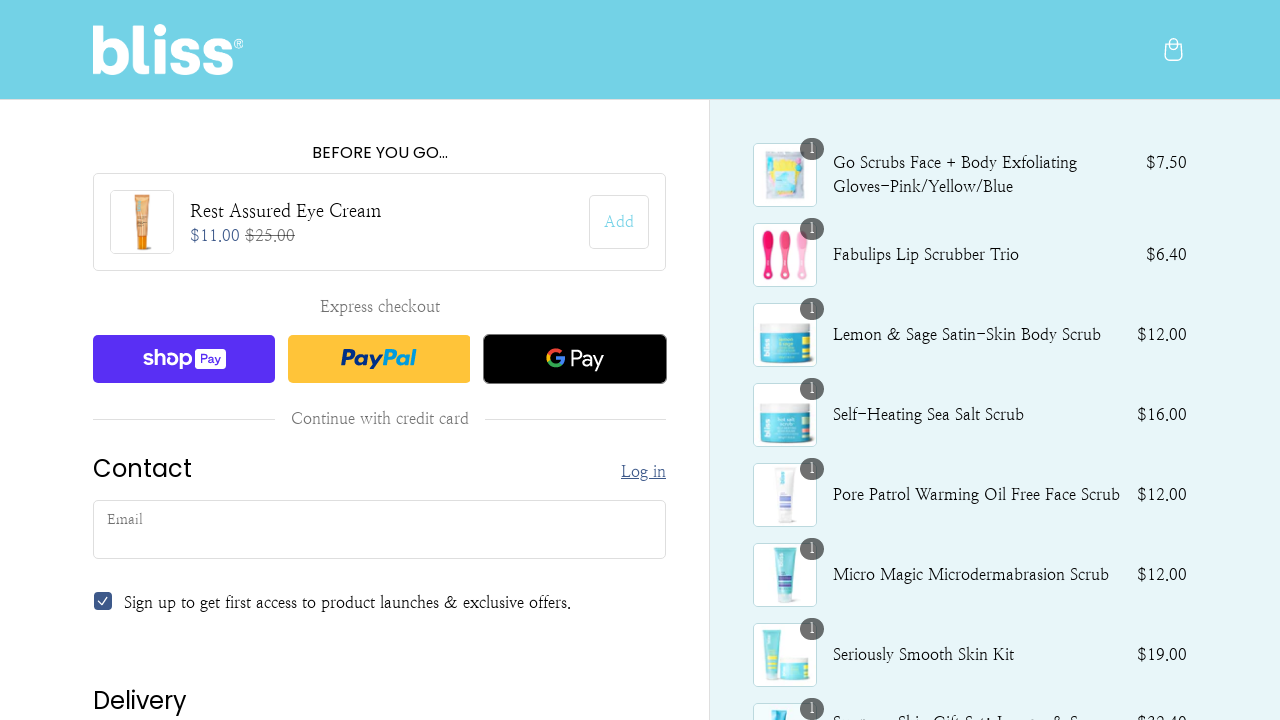 bliss®
BEFORE YOU GO...
Rest Assured Eye Cream
$11.00 $25.00
Add
Express checkout
shop Pay
PayPal
G Pay
Continue with credit card
Contact
Log in
Email
Sign up to get first access to product launches & exclusive offers.
Delivery
1
Go Scrubs Face + Body Exfoliating
Gloves-Pink/Yellow/Blue
$7.50
1
Fabulips Lip Scrubber Trio
$6.40
1
Lemon & Sage Satin-Skin Body Scrub
$12.00
1
Self-Heating Sea Salt Scrub
$16.00
1
Pore Patrol Warming Oil Free Face Scrub
$12.00
1
Micro Magic Microdermabrasion Scrub
$12.00
1
Seriously Smooth Skin Kit
$19.00
1